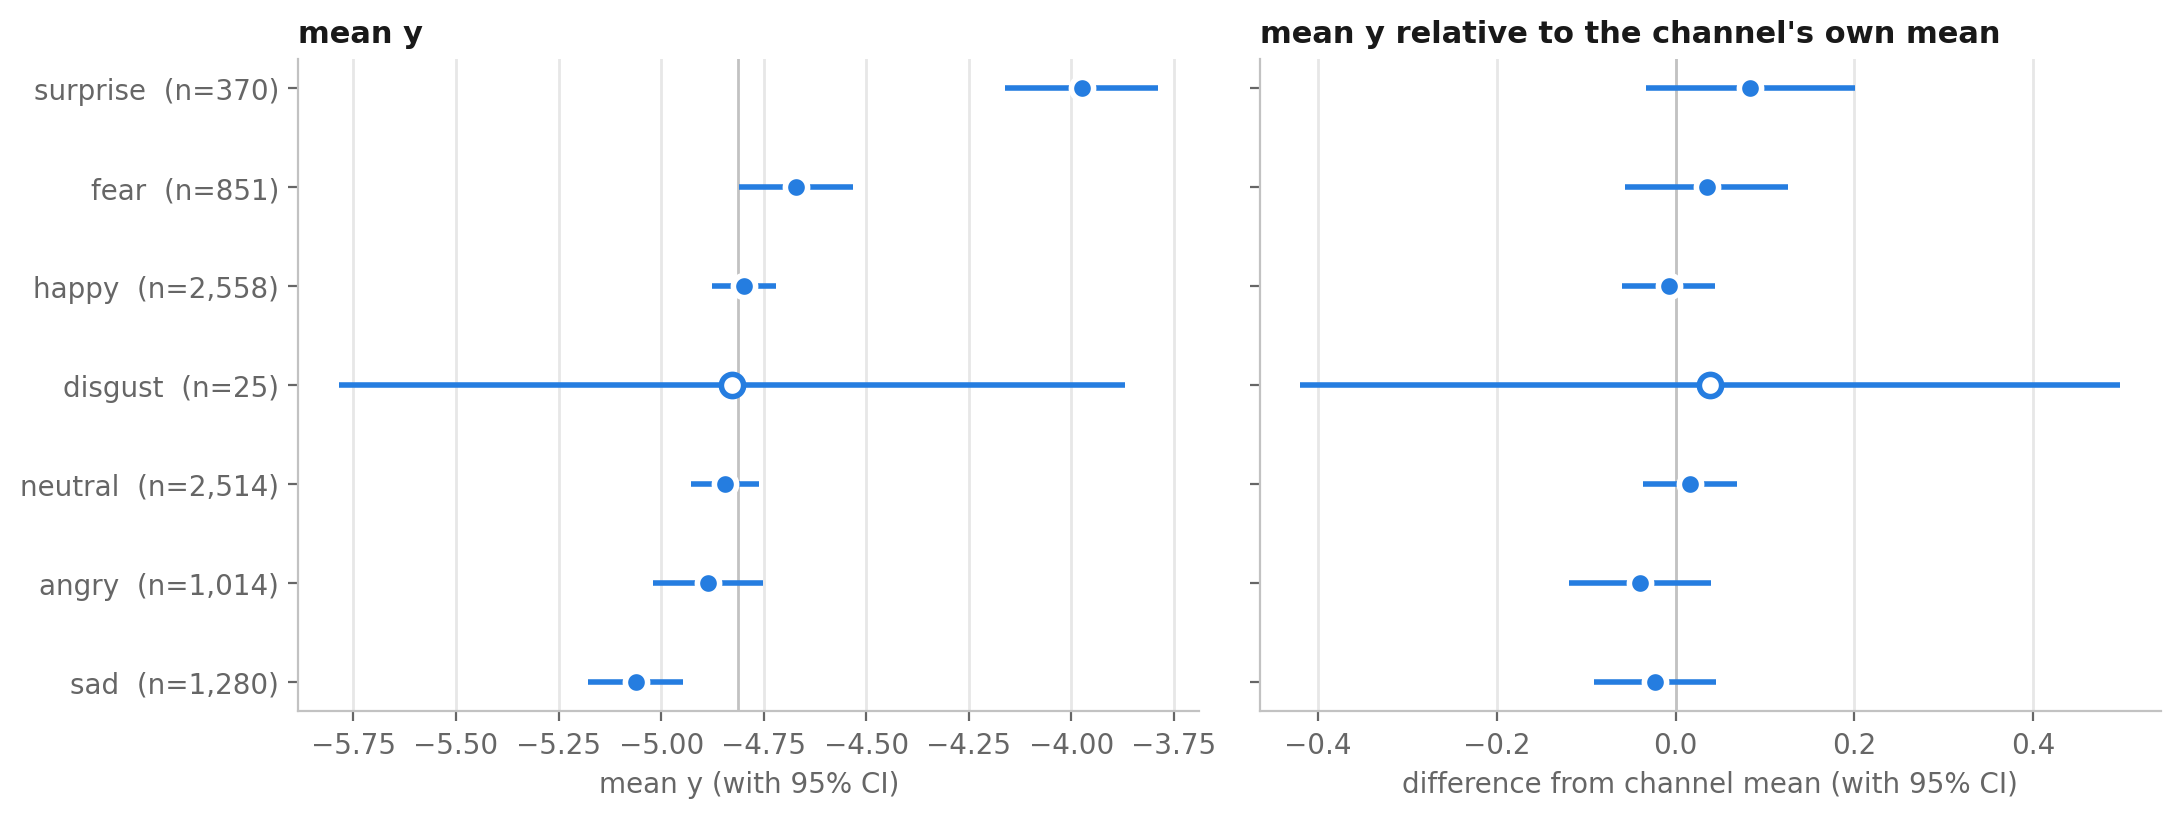 mean y
mean y relative to the channel's own mean
surprise (n=370)
fear (n=851)
happy (n=2,558)
disgust (n=25)
neutral (n=2,514)
angry (n=1,014)
sad (n=1,280)
−5.75 −5.50 −5.25 −5.00 −4.75 −4.50 −4.25 −4.00 −3.75
mean y (with 95% CI)
−0.4 −0.2 0.0 0.2 0.4
difference from channel mean (with 95% CI)